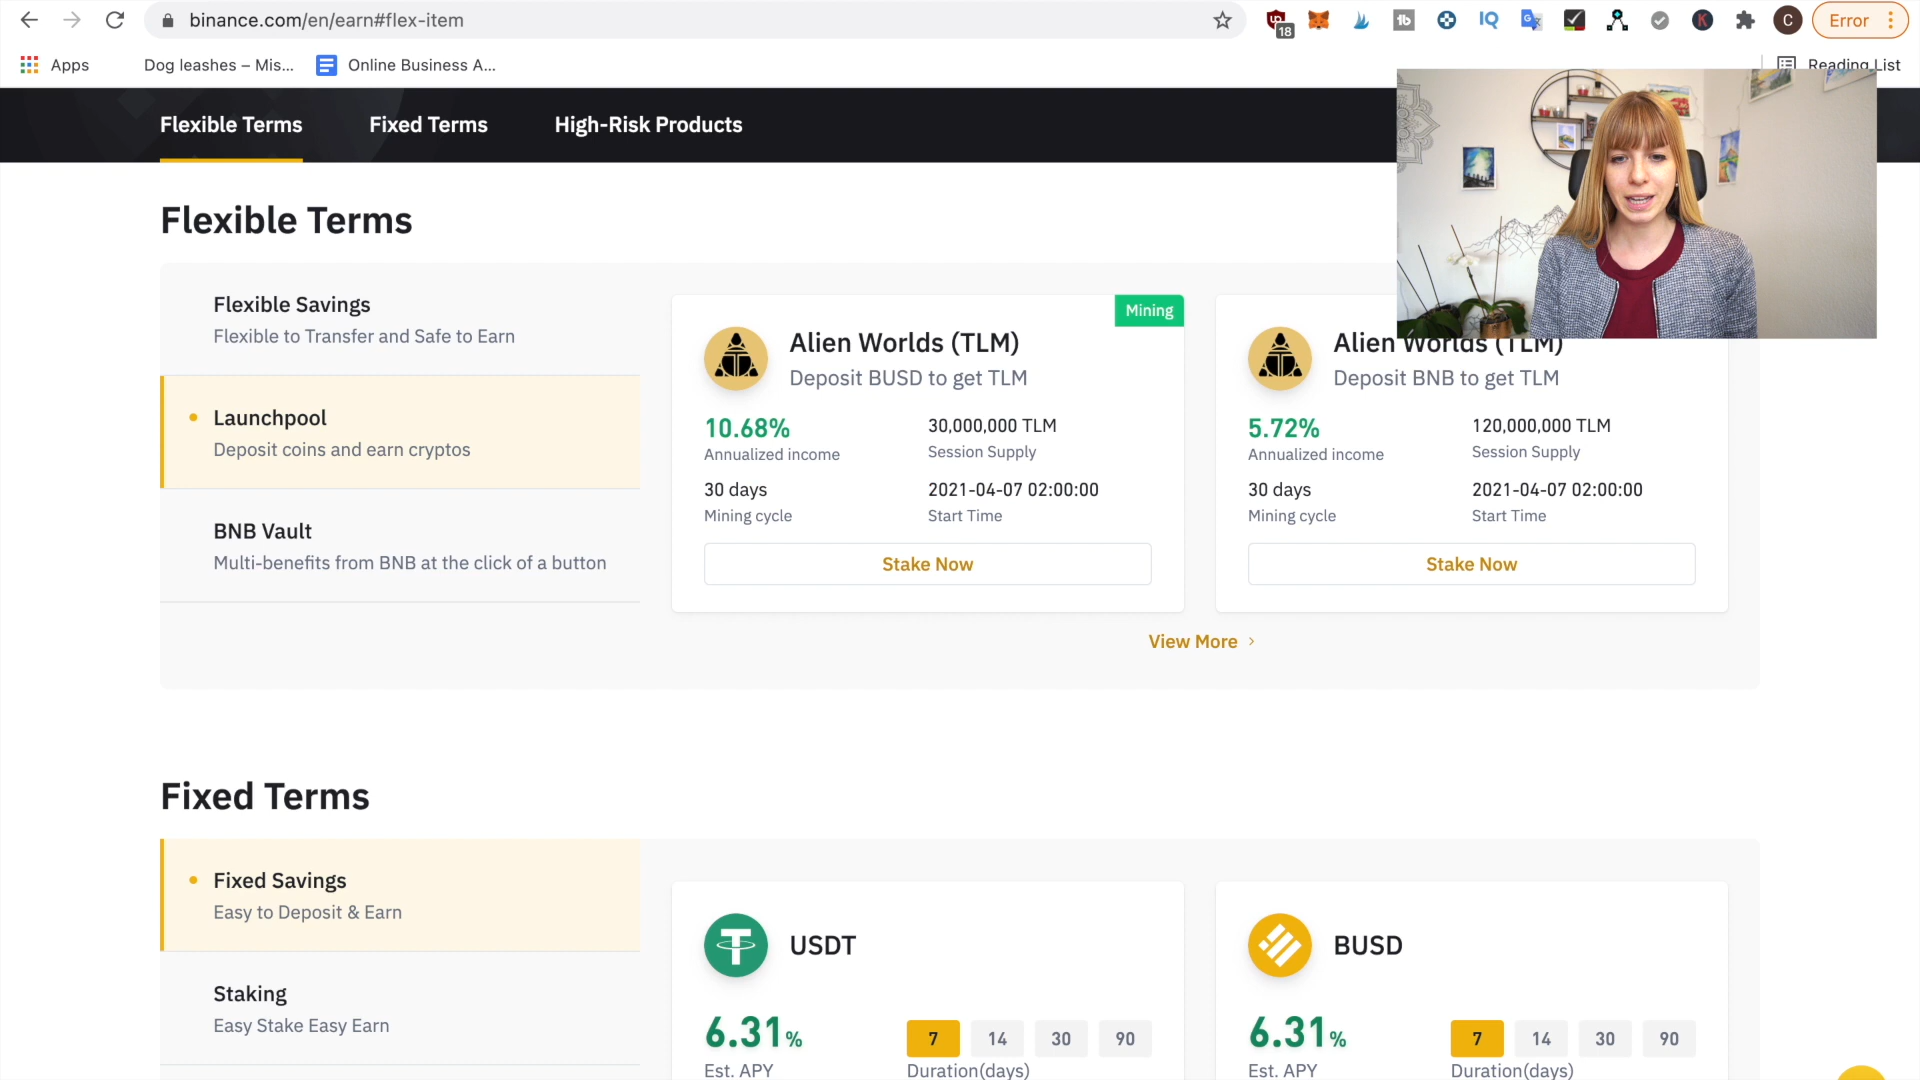 binance.com/en/earn#flex-item
18
IQ
K
C
Error
Apps
Dog leashes – Mis...
Online Business A...
Reading List
Flexible Terms
Fixed Terms
High-Risk Products
Flexible Terms
Flexible Savings
Flexible to Transfer and Safe to Earn
Launchpool
Deposit coins and earn cryptos
BNB Vault
Multi-benefits from BNB at the click of a button
Mining
Alien Worlds (TLM)
Deposit BUSD to get TLM
10.68%
Annualized income
30,000,000 TLM
Session Supply
30 days
Mining cycle
2021-04-07 02:00:00
Start Time
Stake Now
Alien Worlds (TLM)
Deposit BNB to get TLM
5.72%
Annualized income
120,000,000 TLM
Session Supply
30 days
Mining cycle
2021-04-07 02:00:00
Start Time
Stake Now
View More
Fixed Terms
Fixed Savings
Easy to Deposit & Earn
Staking
Easy Stake Easy Earn
USDT
6.31%
Est. APY
7 14 30 90
Duration(days)
BUSD
6.31%
Est. APY
7 14 30 90
Duration(days)